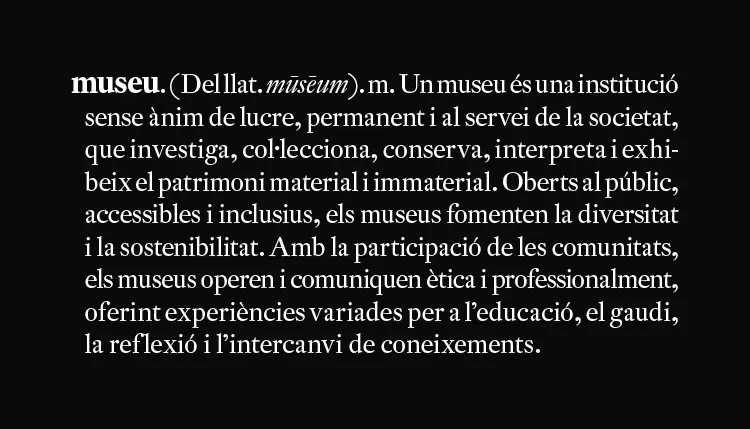 museu. (Del llat. mūsēum). m. Un museu és una institució
sense ànim de lucre, permanent i al servei de la societat,
que investiga, col·lecciona, conserva, interpreta i exhi-
beix el patrimoni material i immaterial. Oberts al públic,
accessibles i inclusius, els museus fomenten la diversitat
i la sostenibilitat. Amb la participació de les comunitats,
els museus operen i comuniquen ètica i professionalment,
oferint experiències variades per a l’educació, el gaudi,
la reflexió i l’intercanvi de coneixements.